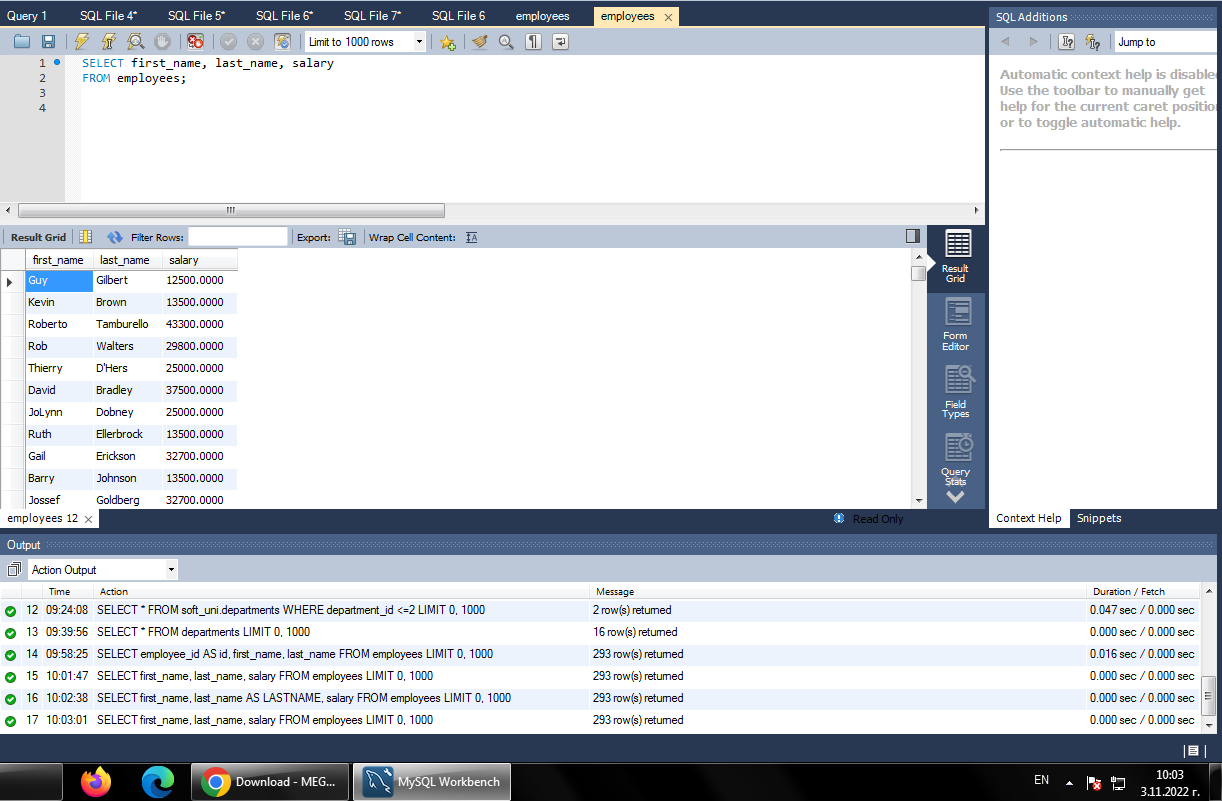 Query 1 SQL File 4* SQL File 5* SQL File 6* SQL File 7* SQL File 6 employees employees
SQL Additions
Limit to 1000 rows
Jump to
1 SELECT first_name, last_name, salary
2 FROM employees;
3
4
Automatic context help is disable
Use the toolbar to manually get
help for the current caret positio
or to toggle automatic help.
Result Grid Filter Rows: Export: Wrap Cell Content:
first_name last_name salary
Guy Gilbert 12500.0000
Kevin Brown 13500.0000
Roberto Tamburello 43300.0000
Rob Walters 29800.0000
Thierry D'Hers 25000.0000
David Bradley 37500.0000
JoLynn Dobney 25000.0000
Ruth Ellerbrock 13500.0000
Gail Erickson 32700.0000
Barry Johnson 13500.0000
Jossef Goldberg 32700.0000
Result
Grid
Form
Editor
Field
Types
Query
Stats
employees 12
Read Only
Context Help Snippets
Output
Action Output
Time Action Message Duration / Fetch
12 09:24:08 SELECT * FROM soft_uni.departments WHERE department_id <=2 LIMIT 0, 1000 2 row(s) returned 0.047 sec / 0.000 sec
13 09:39:56 SELECT * FROM departments LIMIT 0, 1000 16 row(s) returned 0.000 sec / 0.000 sec
14 09:58:25 SELECT employee_id AS id, first_name, last_name FROM employees LIMIT 0, 1000 293 row(s) returned 0.016 sec / 0.000 sec
15 10:01:47 SELECT first_name, last_name, salary FROM employees LIMIT 0, 1000 293 row(s) returned 0.000 sec / 0.000 sec
16 10:02:38 SELECT first_name, last_name AS LASTNAME, salary FROM employees LIMIT 0, 1000 293 row(s) returned 0.000 sec / 0.000 sec
17 10:03:01 SELECT first_name, last_name, salary FROM employees LIMIT 0, 1000 293 row(s) returned 0.000 sec / 0.000 sec
Download - MEG...
MySQL Workbench
EN
10:03
3.11.2022 г.